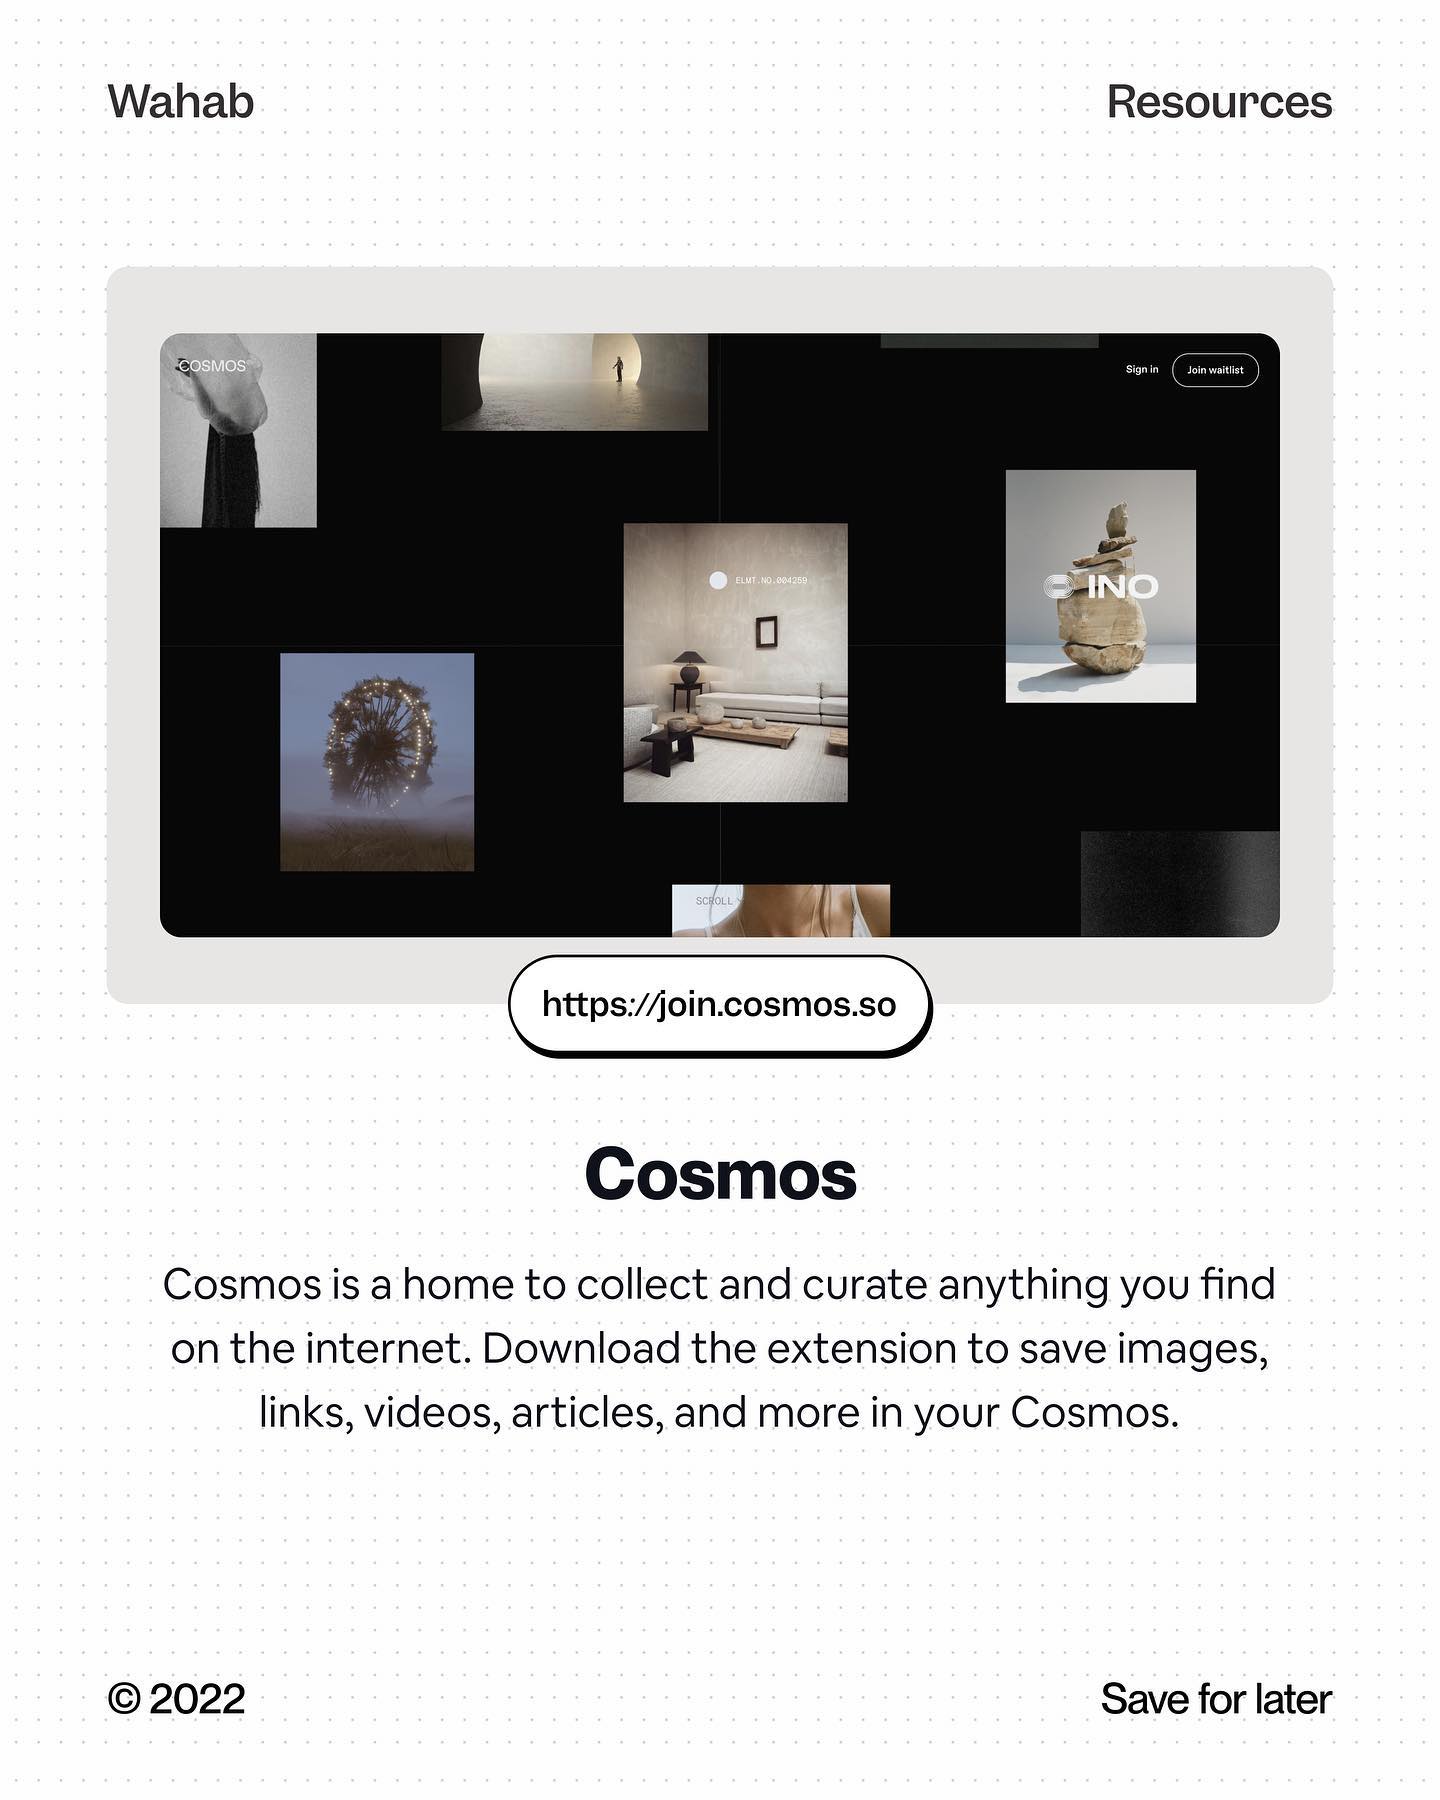 Wahab
Resources
COSMOS
Sign in
Join waitlist
ELMT.NO.004259
INO
SCROLL
https://join.cosmos.so
Cosmos
Cosmos is a home to collect and curate anything you find
on the internet. Download the extension to save images,
links, videos, articles, and more in your Cosmos.
© 2022
Save for later